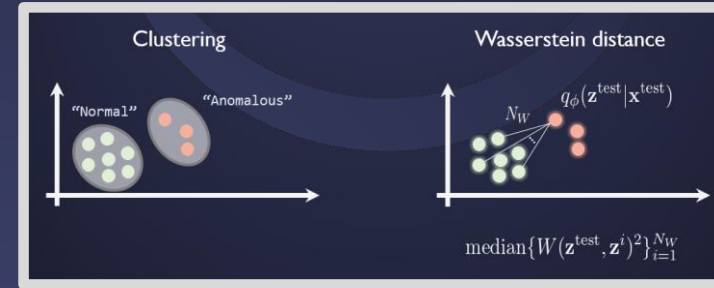 Clustering
"Normal"
"Anomalous"
Wasserstein distance
N_W
q_ϕ(z^test|x^test)
median{W(z^test, z^i)^2}_{i=1}^{N_W}